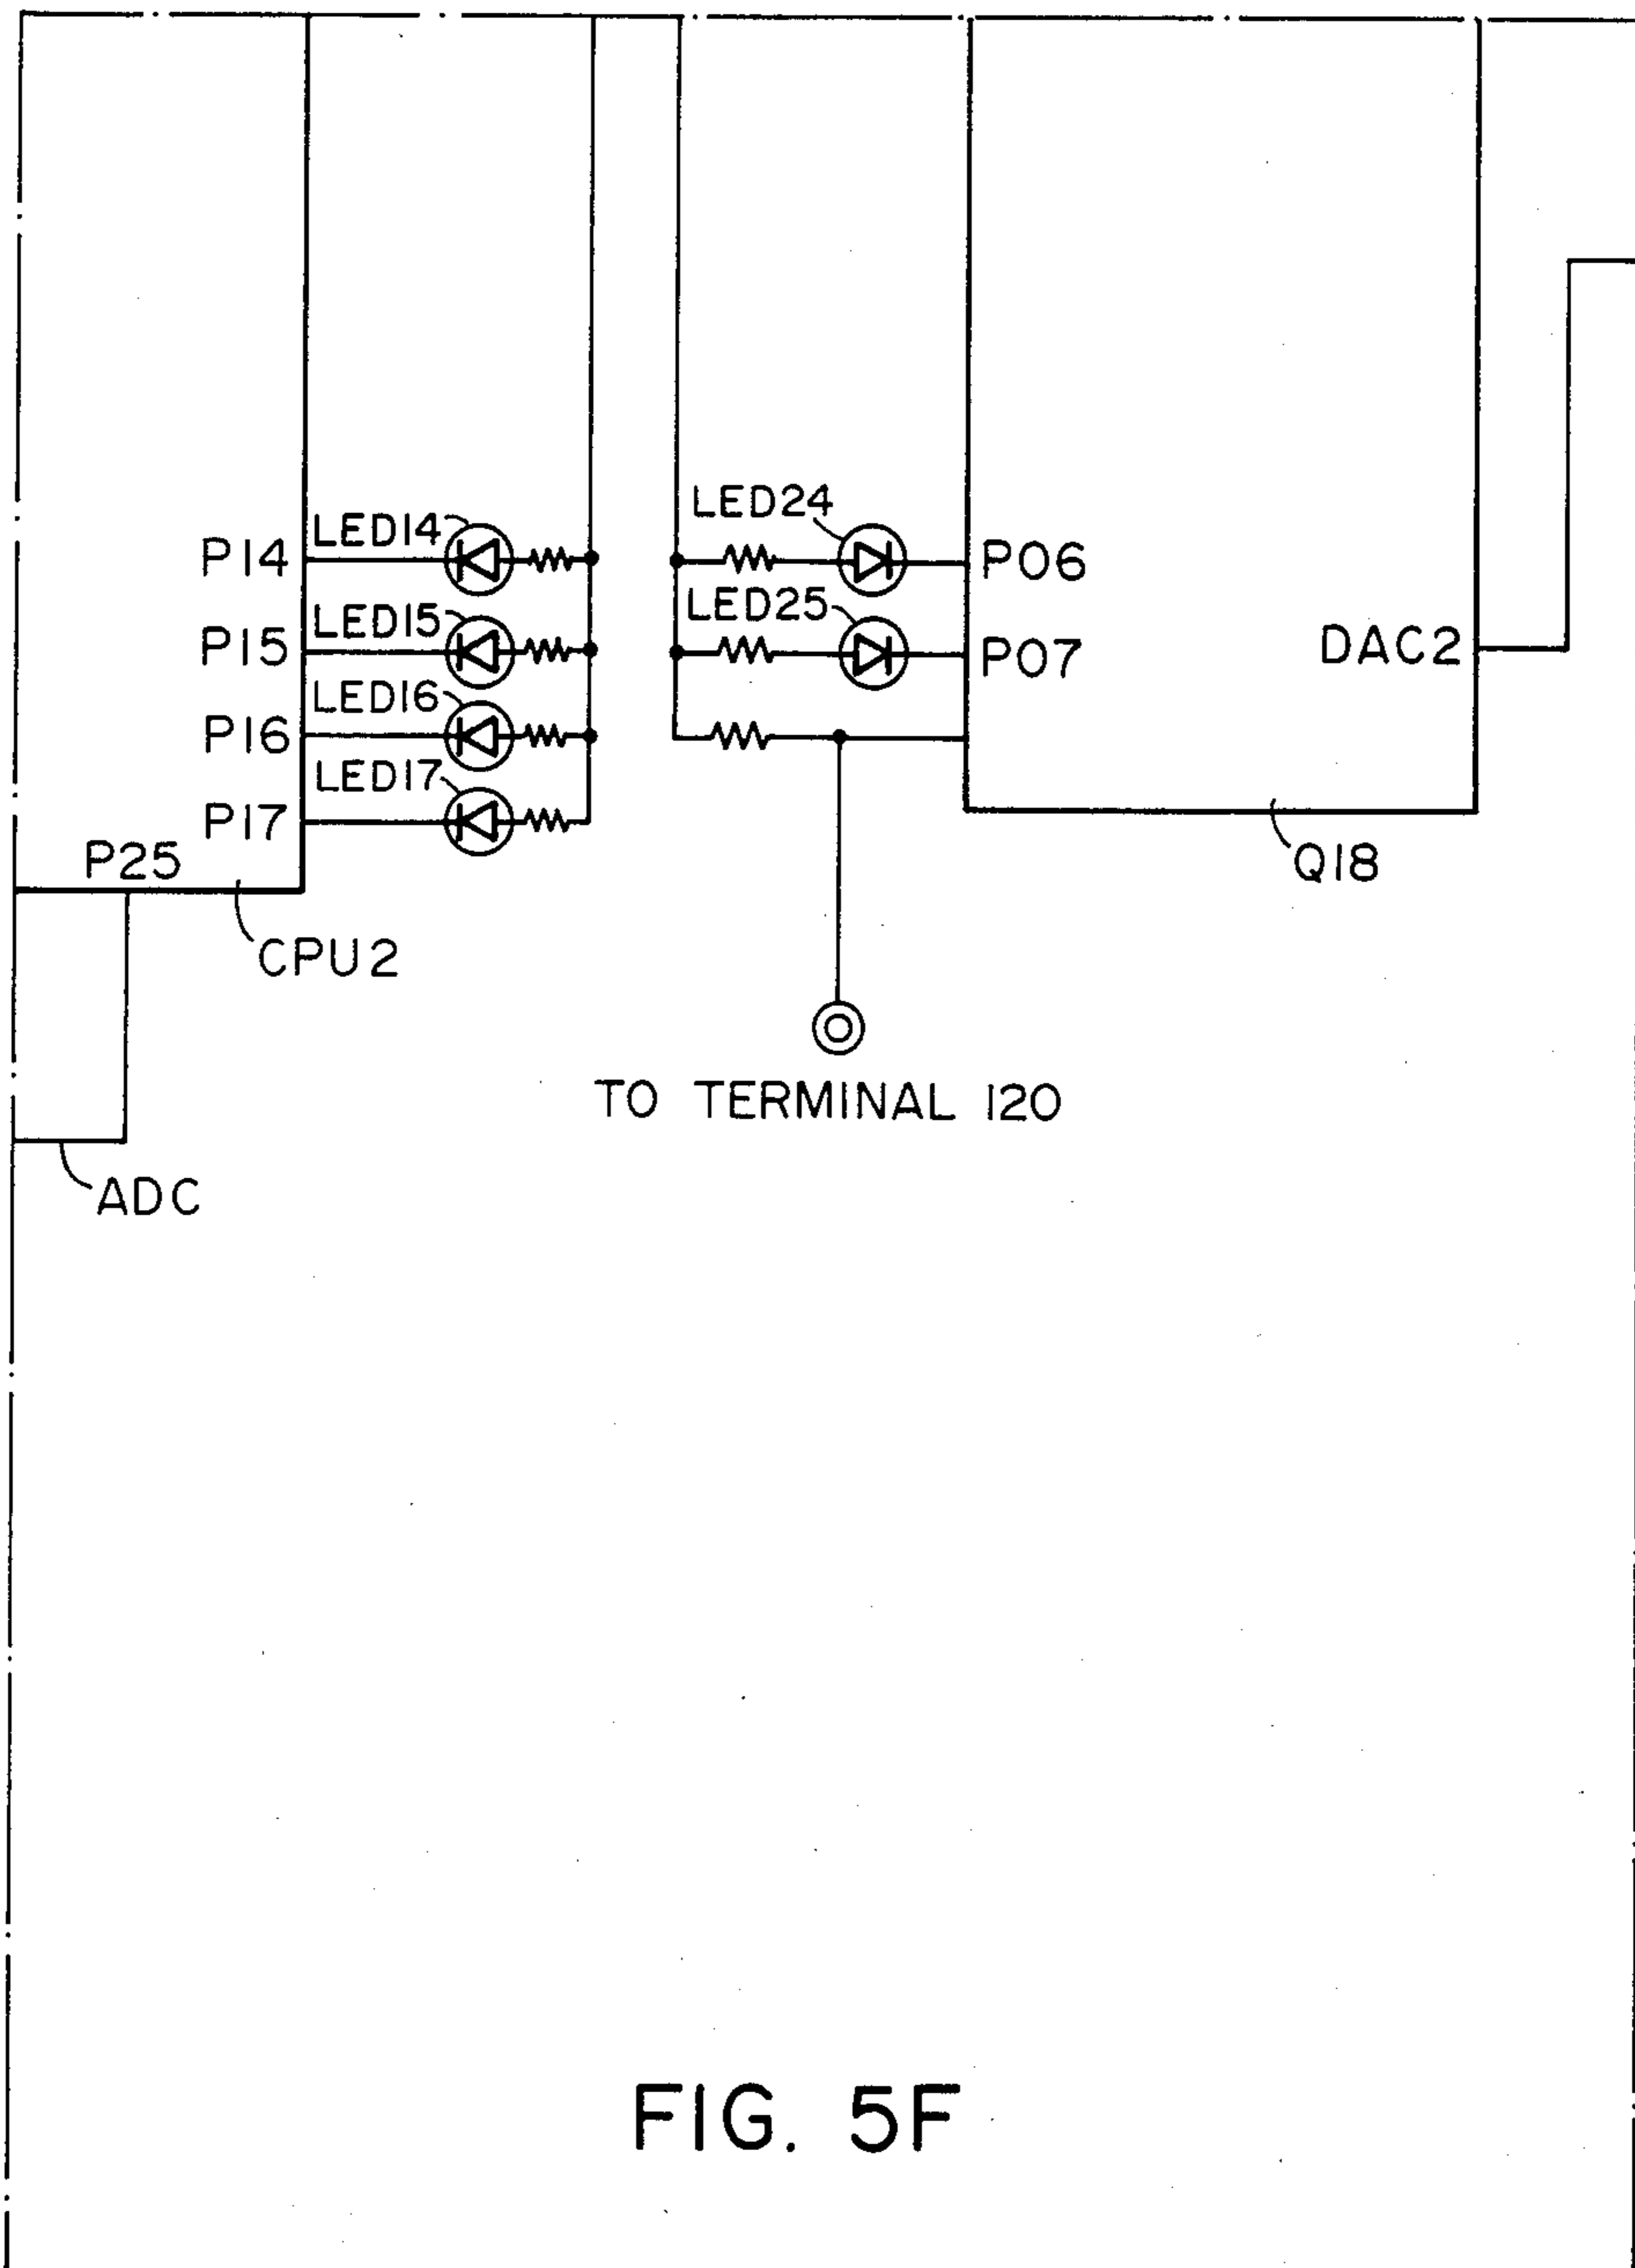 LED14
P14
LED15
P15
LED16
P16
LED17
P17
P25
CPU2
ADC
LED24
P06
LED25
P07
DAC2
Q18
TO TERMINAL 120
FIG. 5F